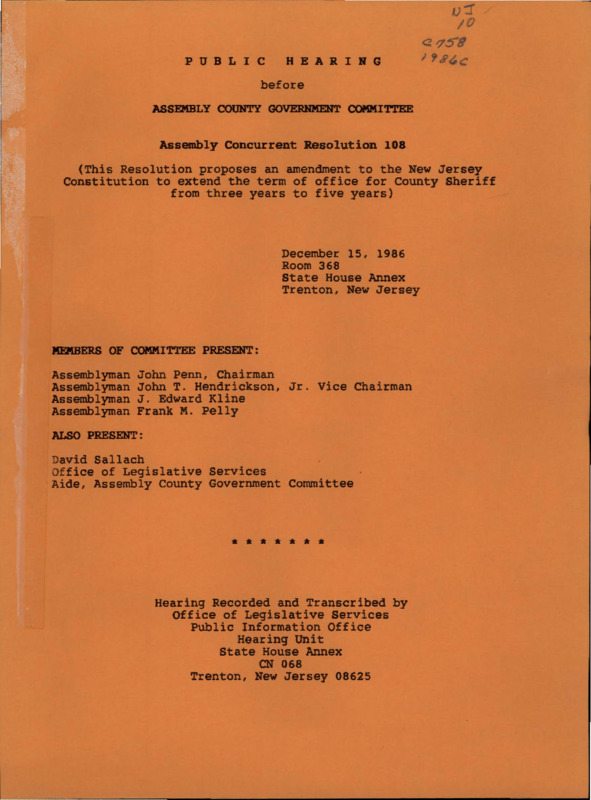 NJ
10
C758
1986C
PUBLIC HEARING
before
ASSEMBLY COUNTY GOVERNMENT COMMITTEE
Assembly Concurrent Resolution 108
(This Resolution proposes an amendment to the New Jersey
Constitution to extend the term of office for County Sheriff
from three years to five years)
December 15, 1986
Room 368
State House Annex
Trenton, New Jersey
MEMBERS OF COMMITTEE PRESENT:
Assemblyman John Penn, Chairman
Assemblyman John T. Hendrickson, Jr. Vice Chairman
Assemblyman J. Edward Kline
Assemblyman Frank M. Pelly
ALSO PRESENT:
David Sallach
Office of Legislative Services
Aide, Assembly County Government Committee
* * * * * * *
Hearing Recorded and Transcribed by
Office of Legislative Services
Public Information Office
Hearing Unit
State House Annex
CN 068
Trenton, New Jersey 08625